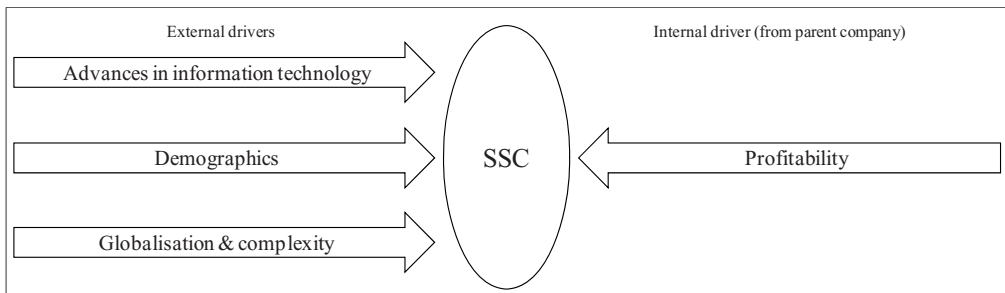 External drivers
Internal driver (from parent company)
Advances in information technology
Demographics
SSC
Profitability
Globalisation & complexity